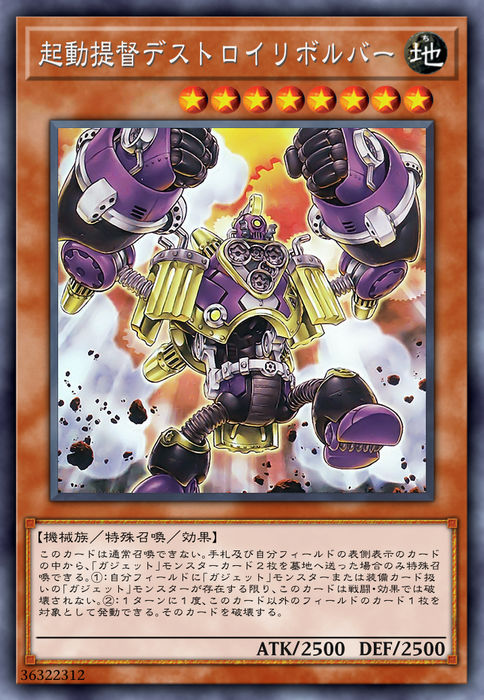 起動提督デストロイリボルバー
地
【機械族／特殊召喚／効果】
このカードは通常召喚できない。手札及び自分フィールドの表側表示のカード
の中から、「ガジェット」モンスターカード２枚を墓地へ送った場合のみ特殊召
喚できる。①：自分フィールドに「ガジェット」モンスターまたは装備カード扱
いの「ガジェット」モンスターが存在する限り、このカードは戦闘・効果では破
壊されない。②：１ターンに１度、このカード以外のフィールドのカード１枚を
対象として発動できる。そのカードを破壊する。
ATK/2500 DEF/2500
36322312